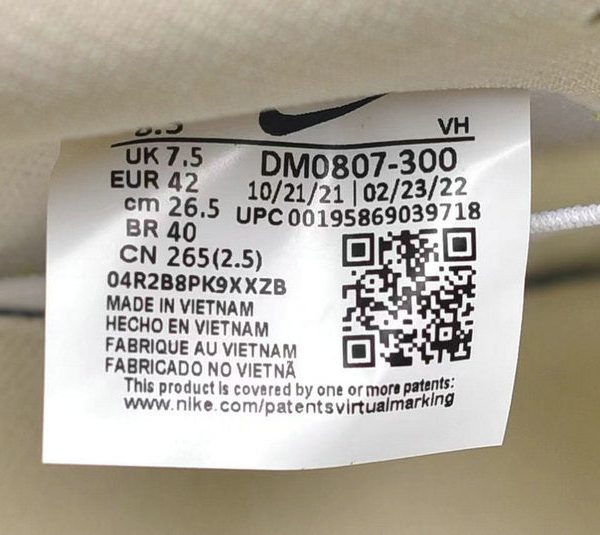 8.5
VH
UK 7.5
DM0807-300
EUR 42
10/21/21 | 02/23/22
cm 26.5
UPC 00195869039718
BR 40
CN 265(2.5)
04R2B8PK9XXZB
MADE IN VIETNAM
HECHO EN VIETNAM
FABRIQUE AU VIETNAM
FABRICADO NO VIETNÃ
This product is covered by one or more patents:
www.nike.com/patentsvirtualmarking